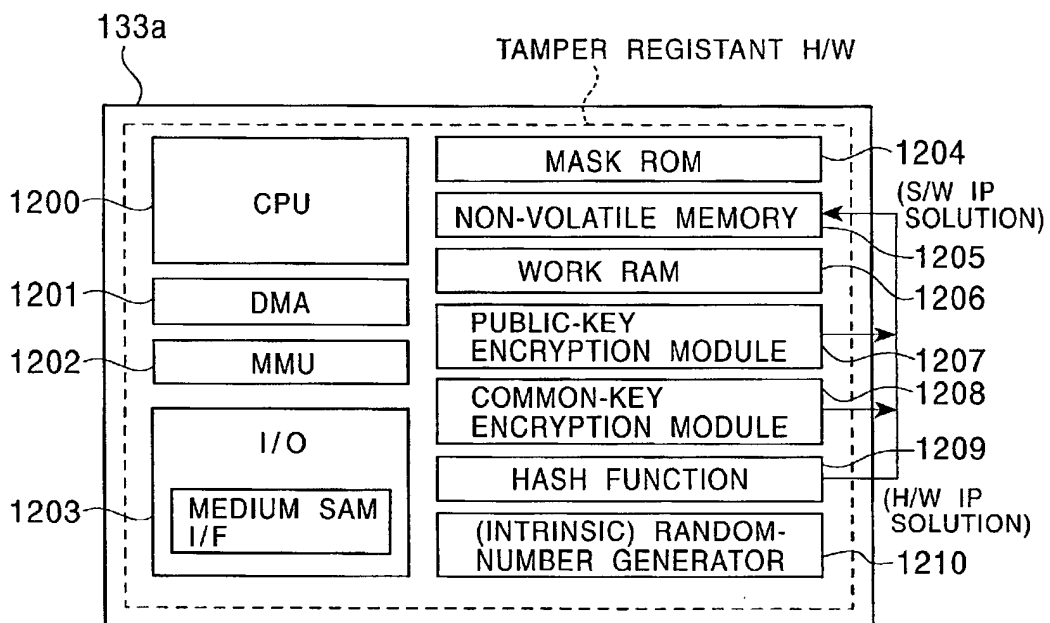 133a
TAMPER REGISTANT H/W
1200
CPU
1201
DMA
1202
MMU
1203
I/O
MEDIUM SAM
I/F
MASK ROM
1204
NON-VOLATILE MEMORY
(S/W IP
SOLUTION)
1205
WORK RAM
1206
PUBLIC-KEY
ENCRYPTION MODULE
1207
COMMON-KEY
ENCRYPTION MODULE
1208
HASH FUNCTION
1209
(H/W IP
SOLUTION)
(INTRINSIC) RANDOM-
NUMBER GENERATOR
1210